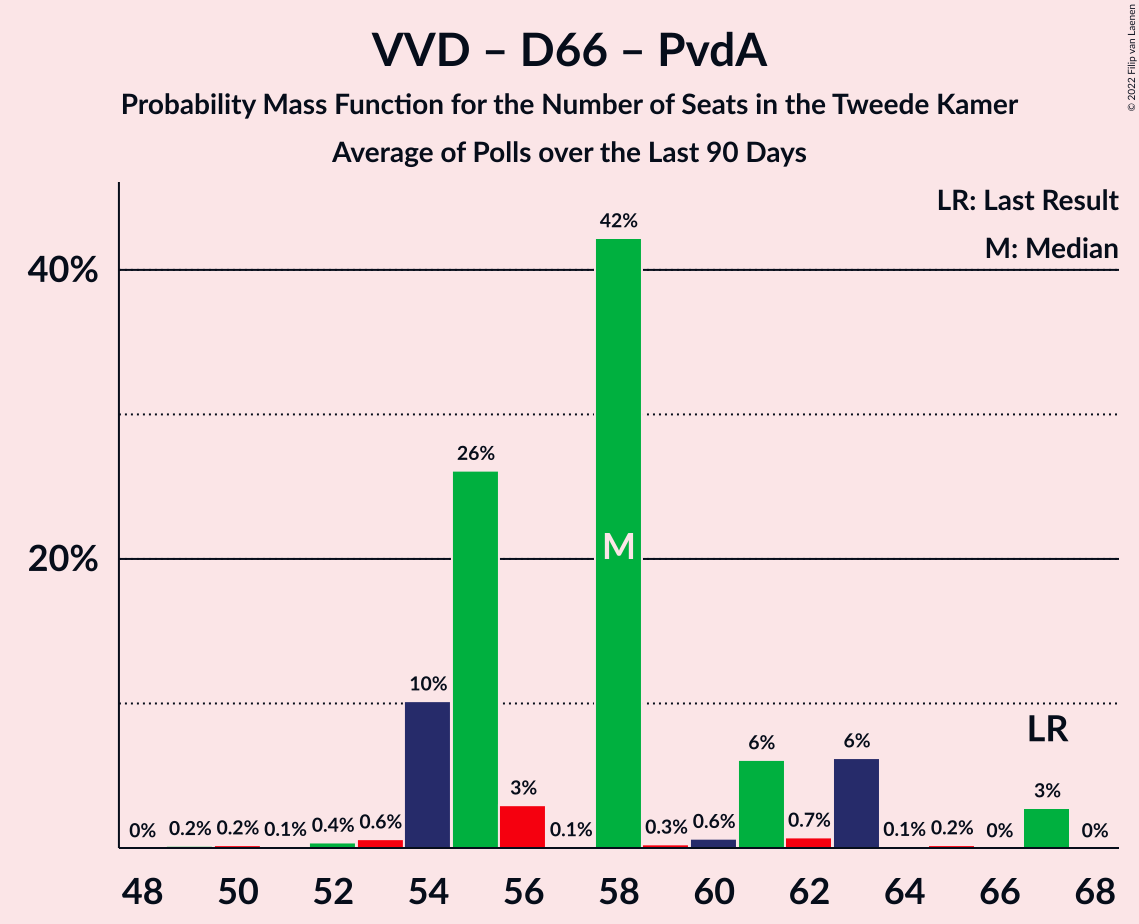 VVD – D66 – PvdA
Probability Mass Function for the Number of Seats in the Tweede Kamer
Average of Polls over the Last 90 Days
© 2022 Filip van Laenen
LR: Last Result
M: Median
40%
20%
0%
0.2%
0.2%
0.1%
0.4%
0.6%
10%
26%
3%
0.1%
42%
M
0.3%
0.6%
6%
0.7%
6%
0.1%
0.2%
0%
LR
3%
0%
48 50 52 54 56 58 60 62 64 66 68